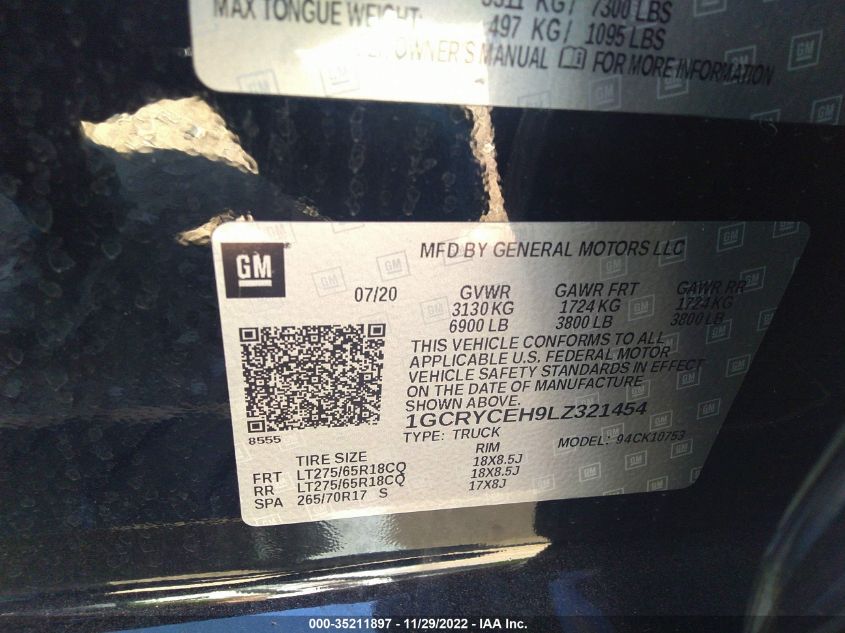 3311 KG / 7300 LBS
MAX TONGUE WEIGHT: 497 KG / 1095 LBS
OWNER'S MANUAL FOR MORE INFORMATION
GM
MFD BY GENERAL MOTORS LLC
07/20 GVWR GAWR FRT GAWR RR
3130 KG 1724 KG 1724 KG
6900 LB 3800 LB 3800 LB
THIS VEHICLE CONFORMS TO ALL
APPLICABLE U.S. FEDERAL MOTOR
VEHICLE SAFETY STANDARDS IN EFFECT
ON THE DATE OF MANUFACTURE
SHOWN ABOVE.
1GCRYCEH9LZ321454
8555
TYPE: TRUCK MODEL: 94CK10753
TIRE SIZE RIM
FRT LT275/65R18CQ 18X8.5J
RR LT275/65R18CQ 18X8.5J
SPA 265/70R17 S 17X8J
000-35211897 - 11/29/2022 - IAA Inc.